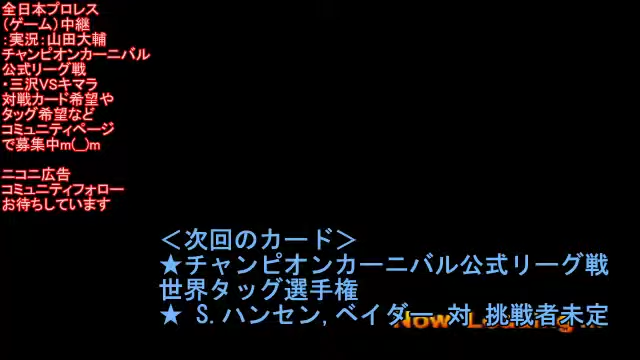 全日本プロレス
(ゲーム)中継
:実況:山田大輔
チャンピオンカーニバル
公式リーグ戦
・三沢VSキマラ
対戦カード希望や
タッグ希望など
コミュニティページ
で募集中m(_)m
ニコニ広告
コミュニティフォロー
お待ちしています
＜次回のカード＞
★チャンピオンカーニバル公式リーグ戦
世界タッグ選手権
★ S.ハンセン,ベイダー 対 挑戦者未定
Now Loading...